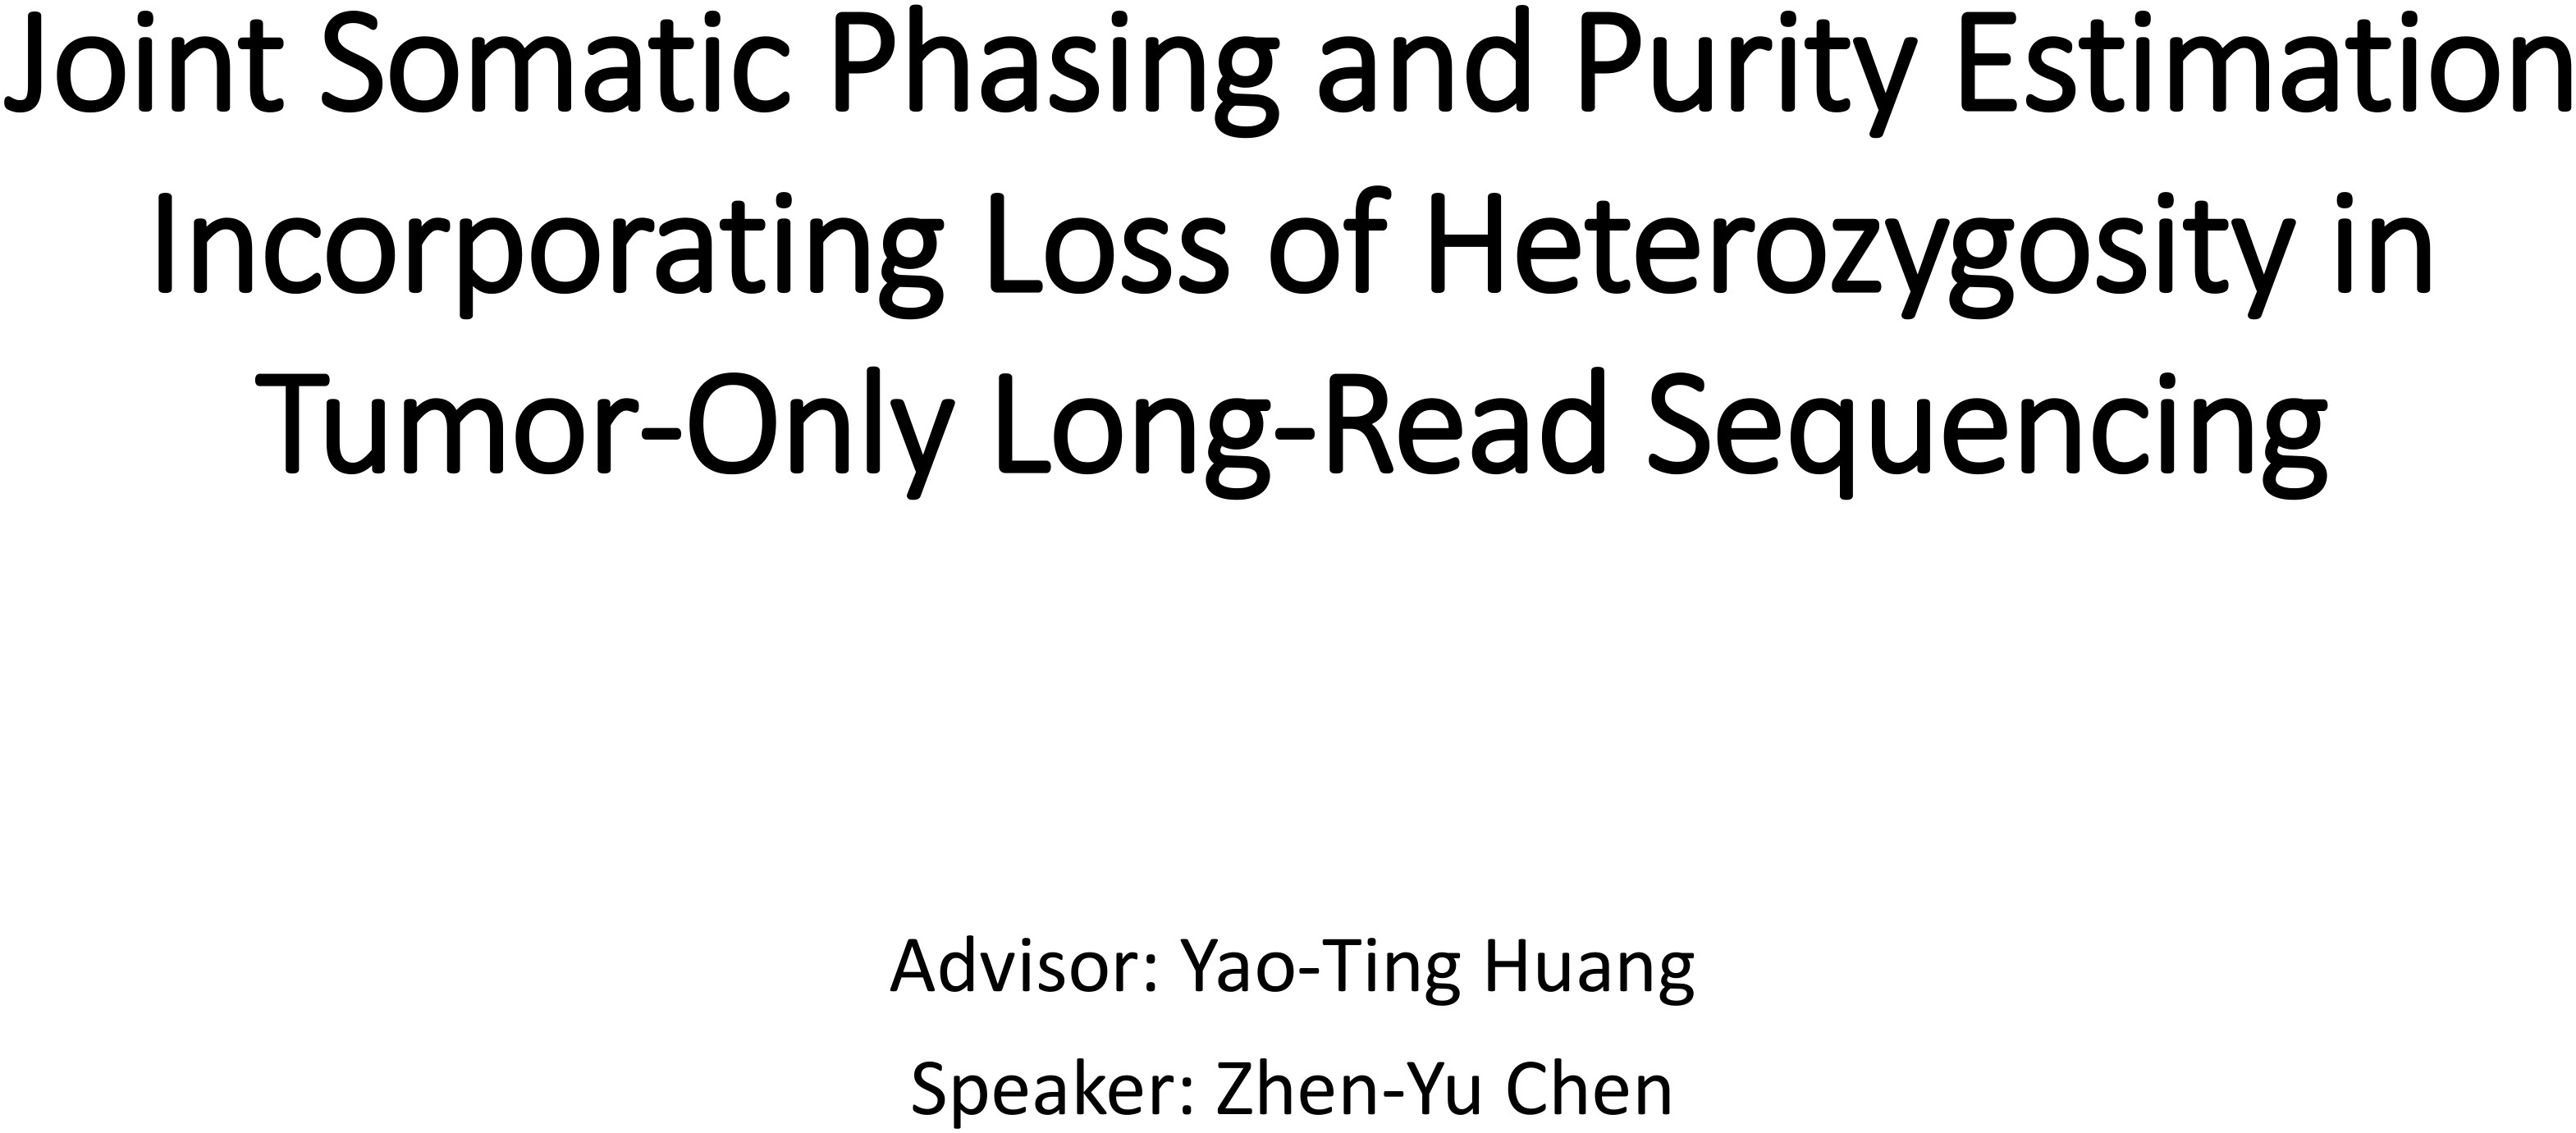 Joint Somatic Phasing and Purity Estimation
Incorporating Loss of Heterozygosity in
Tumor-Only Long-Read Sequencing
Advisor: Yao-Ting Huang
Speaker: Zhen-Yu Chen